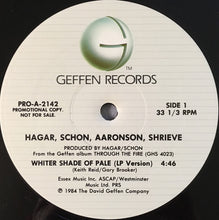 GEFFEN RECORDS
PRO-A-2142
PROMOTIONAL
NOT FOR SALE.
SIDE 1
33 1/3 RPM
HAGAR, SCHON, AARONSON, SHRIEVE
PRODUCED BY HAGAR/SCHON
From the Geffen album THROUGH THE FIRE (GHS 4023)
WHITER SHADE OF PALE (LP Version) 4:46
(Keith Reid/Gary Brooker)
Essex Music Inc. ASCAP/Westminster
Music Ltd. PRS
℗ 1984 The David Geffen Company